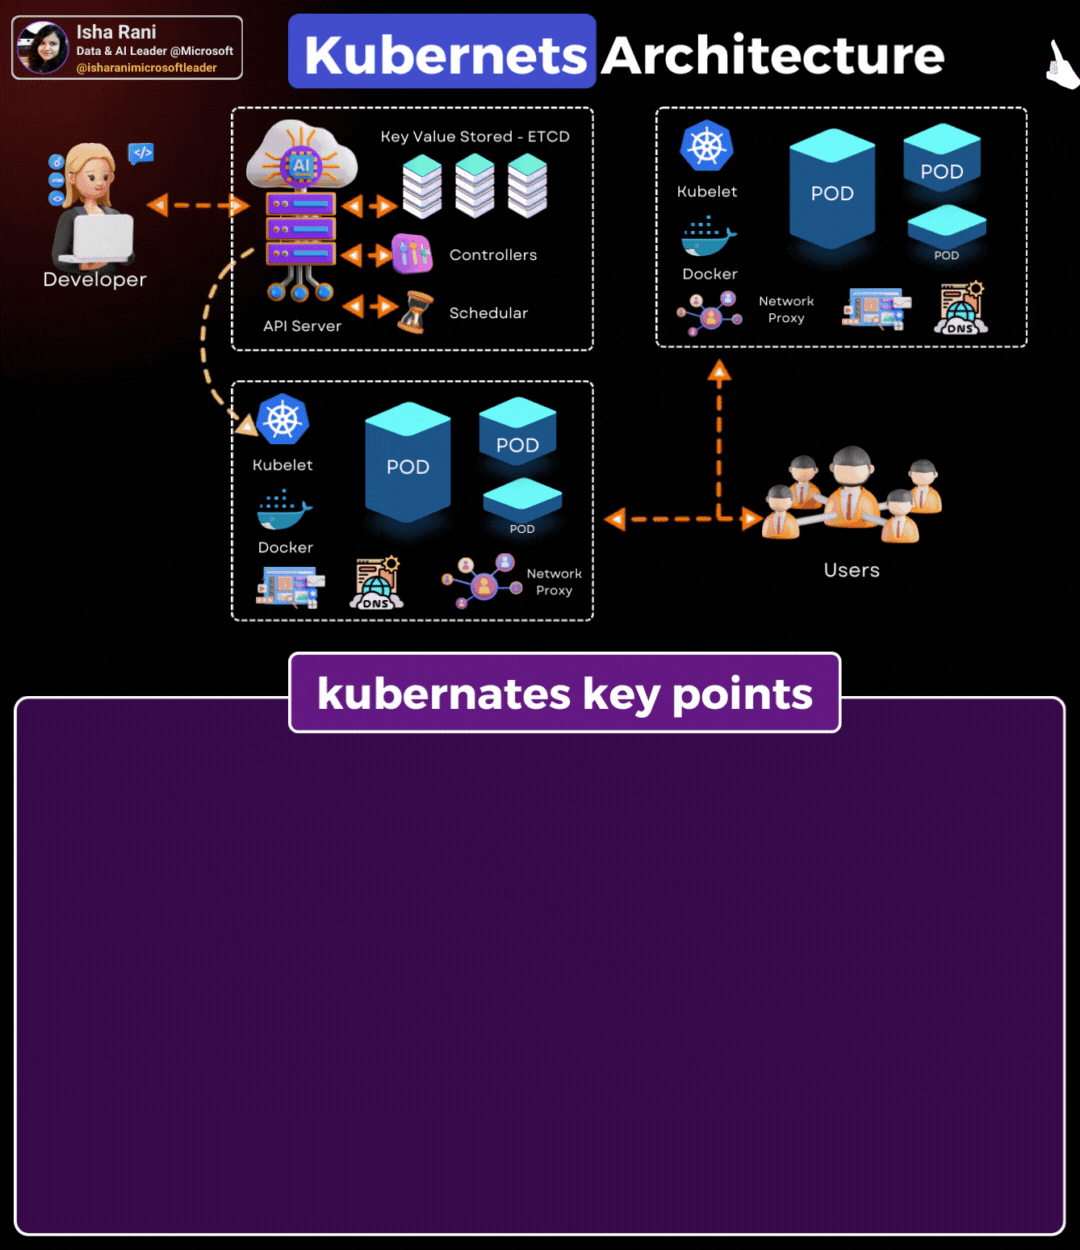 Isha Rani
Data & AI Leader @Microsoft
@isharanimicrosoftleader
Kubernets Architecture
Developer
AI
API Server
Key Value Stored - ETCD
Controllers
Schedular
Kubelet
Docker
POD
POD
POD
Network
Proxy
DNS
Kubelet
Docker
POD
POD
POD
DNS
Network
Proxy
Users
kubernates key points